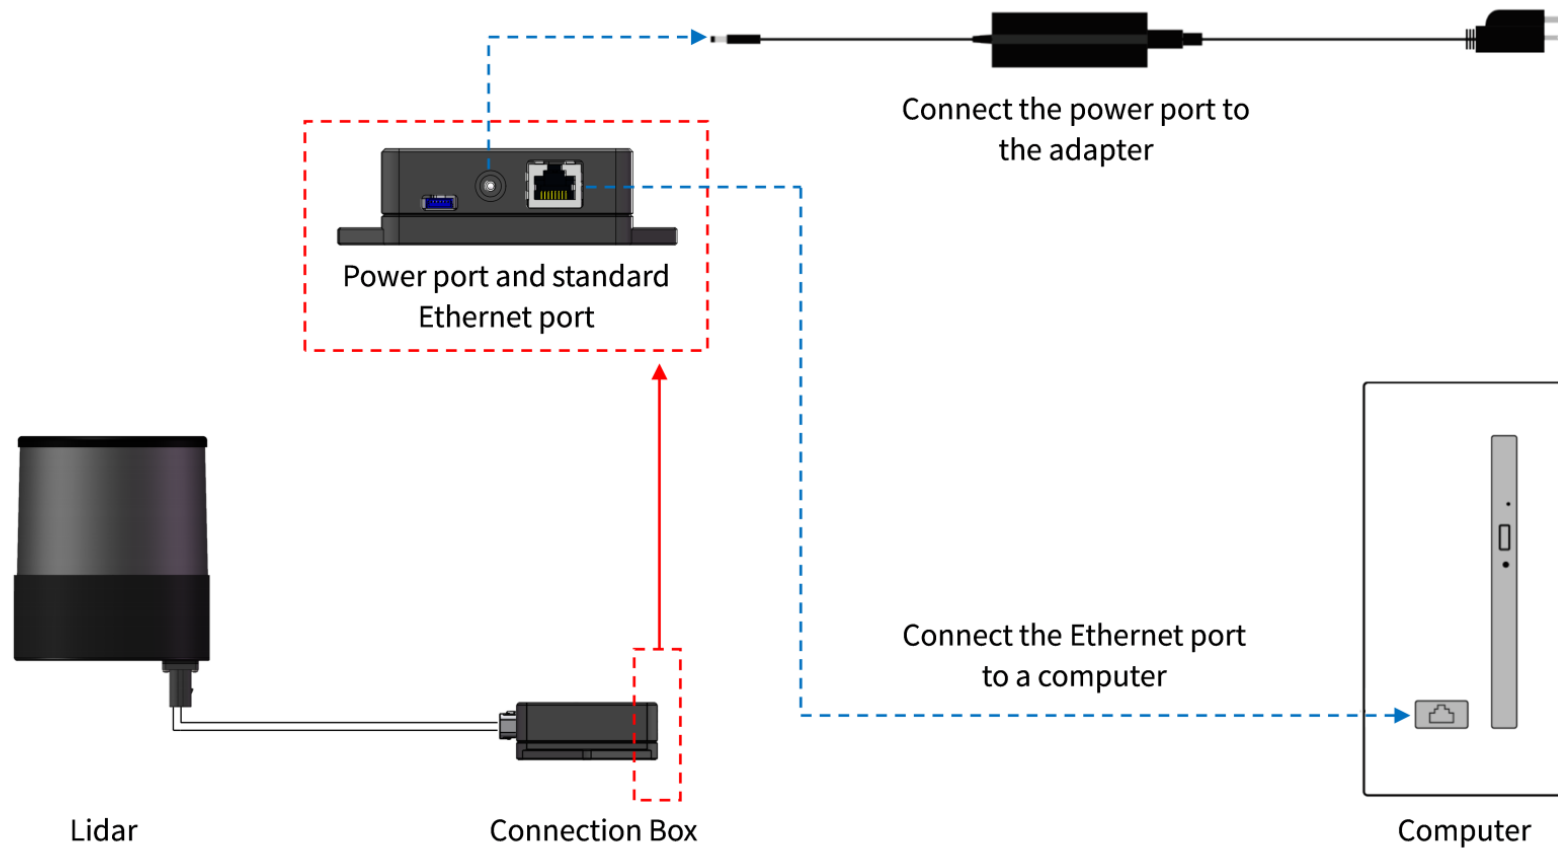 Connect the power port to
the adapter
Power port and standard
Ethernet port
Connect the Ethernet port
to a computer
Lidar
Connection Box
Computer